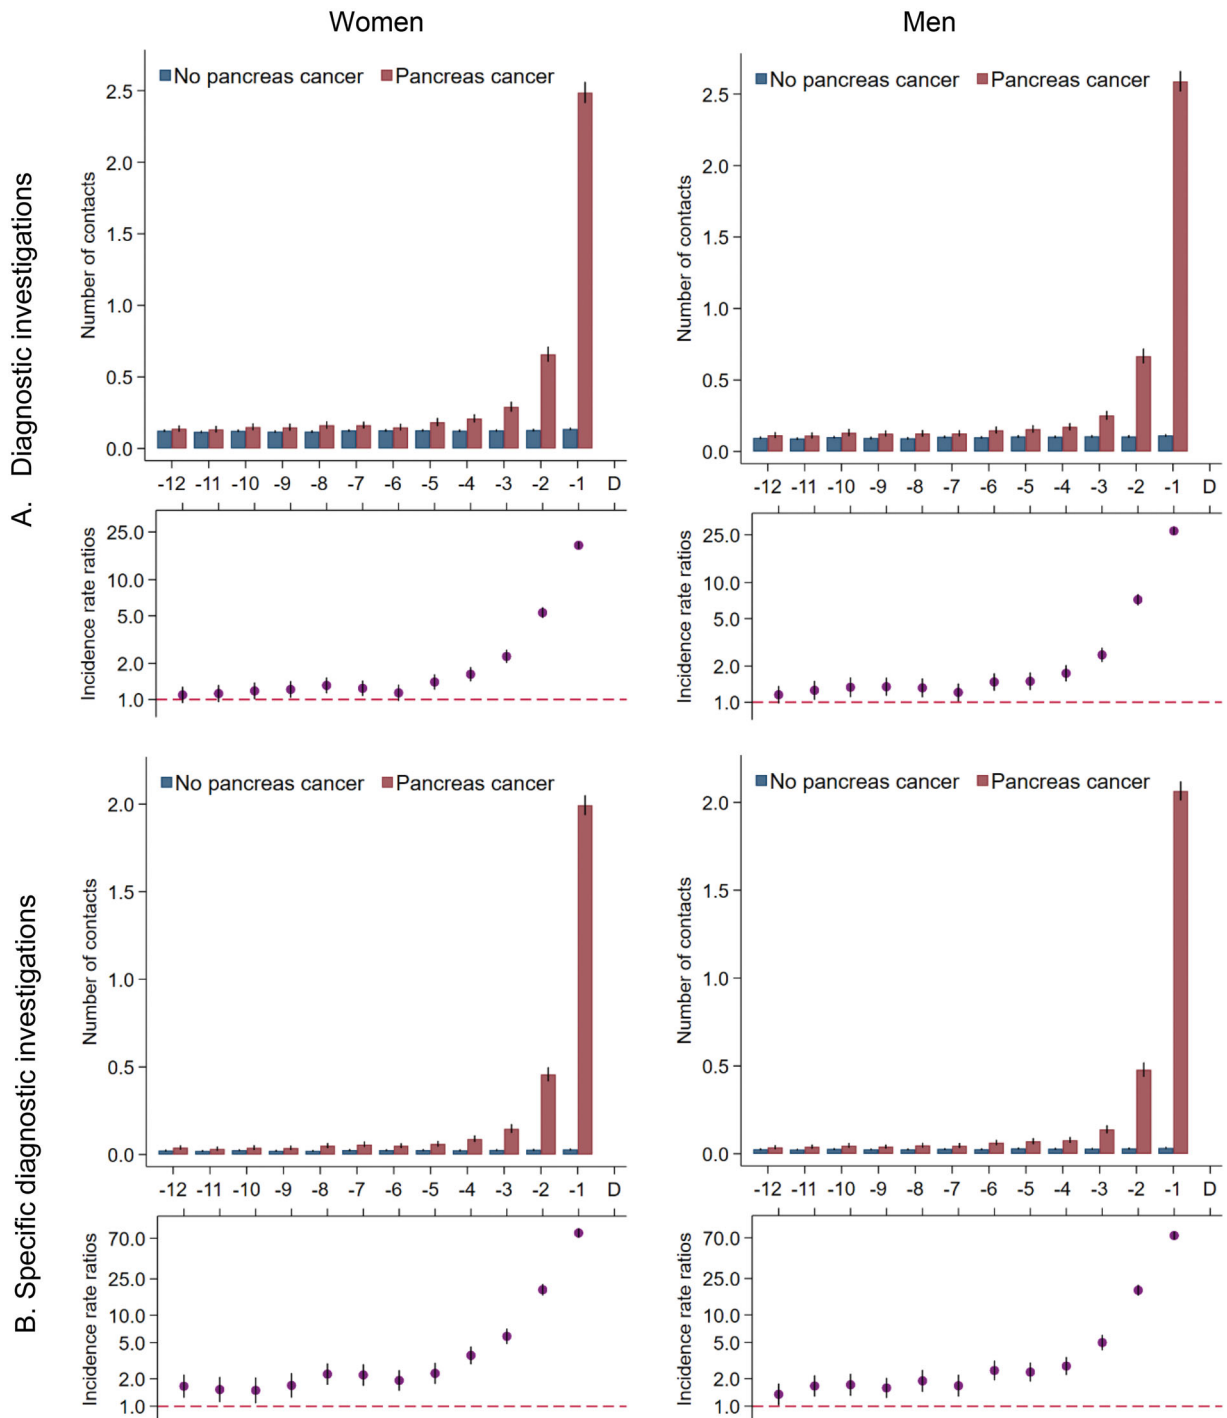 Women
Men
A. Diagnostic investigations
No pancreas cancer Pancreas cancer
Number of contacts
2.5
2.0
1.5
1.0
0.5
0.0
-12 -11 -10 -9 -8 -7 -6 -5 -4 -3 -2 -1 D
Incidence rate ratios
25.0
10.0
5.0
2.0
1.0
No pancreas cancer Pancreas cancer
Number of contacts
2.5
2.0
1.5
1.0
0.5
0.0
-12 -11 -10 -9 -8 -7 -6 -5 -4 -3 -2 -1 D
Incidence rate ratios
25.0
10.0
5.0
2.0
1.0
B. Specific diagnostic investigations
No pancreas cancer Pancreas cancer
Number of contacts
2.0
1.5
1.0
0.5
0.0
-12 -11 -10 -9 -8 -7 -6 -5 -4 -3 -2 -1 D
Incidence rate ratios
70.0
25.0
10.0
5.0
2.0
1.0
No pancreas cancer Pancreas cancer
Number of contacts
2.0
1.5
1.0
0.5
0.0
-12 -11 -10 -9 -8 -7 -6 -5 -4 -3 -2 -1 D
Incidence rate ratios
70.0
25.0
10.0
5.0
2.0
1.0